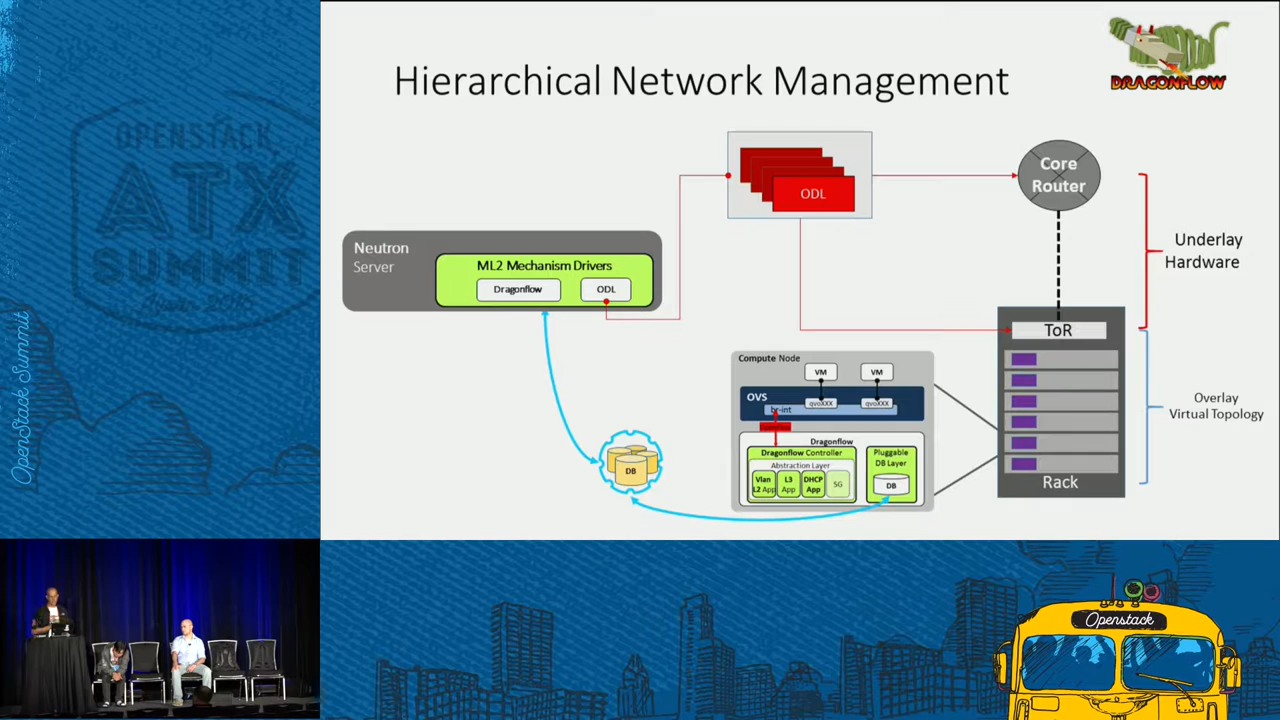 Hierarchical Network Management
DRAGONFLOW
OPENSTACK
ATX
SUMMIT
OpenStack Summit
Neutron
Server
ML2 Mechanism Drivers
Dragonflow
ODL
ODL
Core
Router
Underlay
Hardware
ToR
Rack
Overlay
Virtual Topology
Compute Node
VM
VM
OVS
qvoXXX
qvoXXX
br-int
Dragonflow
Dragonflow Controller
Abstraction Layer
Vlan
L2 App
L3
App
DHCP
App
SG
Pluggable
DB Layer
DB
DB
Openstack